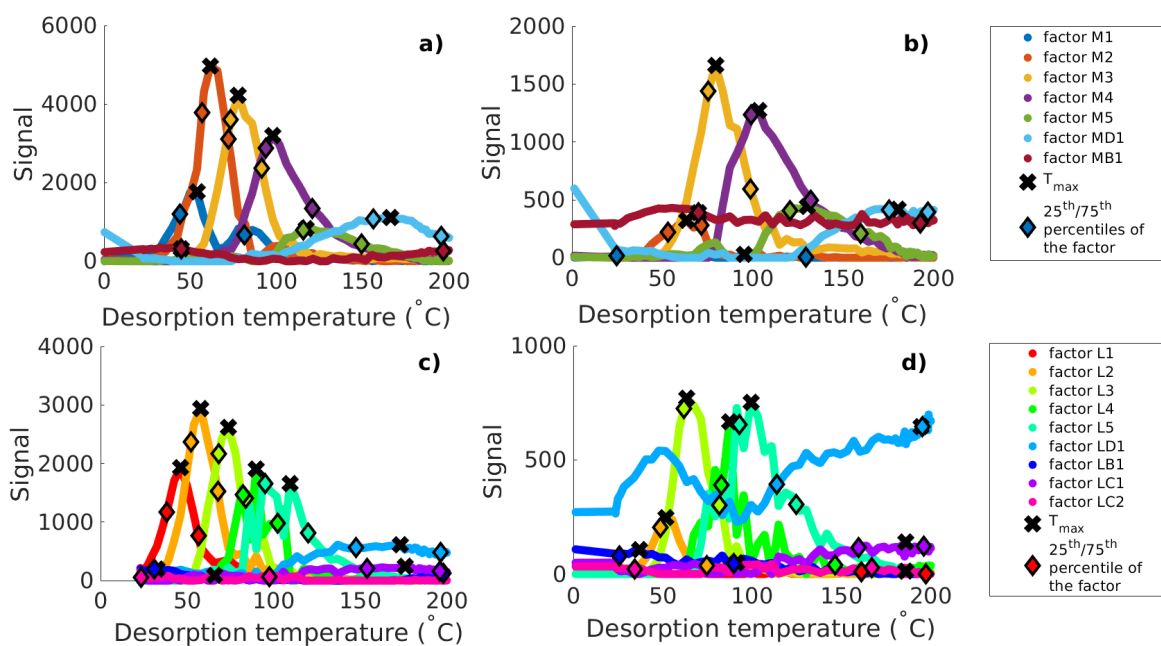 6000
4000
2000
0
Signal
a)
0 50 100 150 200
Desorption temperature (°C)
2000
1500
1000
500
0
Signal
b)
0 50 100 150 200
Desorption temperature (°C)
factor M1
factor M2
factor M3
factor M4
factor M5
factor MD1
factor MB1
Tmax
25th/75th
percentiles of
the factor
4000
3000
2000
1000
0
Signal
c)
0 50 100 150 200
Desorption temperature (°C)
1000
500
0
Signal
d)
0 50 100 150 200
Desorption temperature (°C)
factor L1
factor L2
factor L3
factor L4
factor L5
factor LD1
factor LB1
factor LC1
factor LC2
Tmax
25th/75th
percentile of
the factor